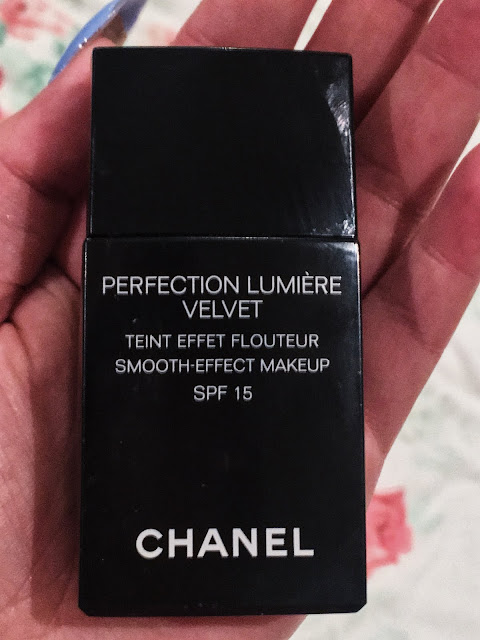 PERFECTION LUMIÈRE
VELVET
TEINT EFFET FLOUTEUR
SMOOTH-EFFECT MAKEUP
SPF 15
CHANEL